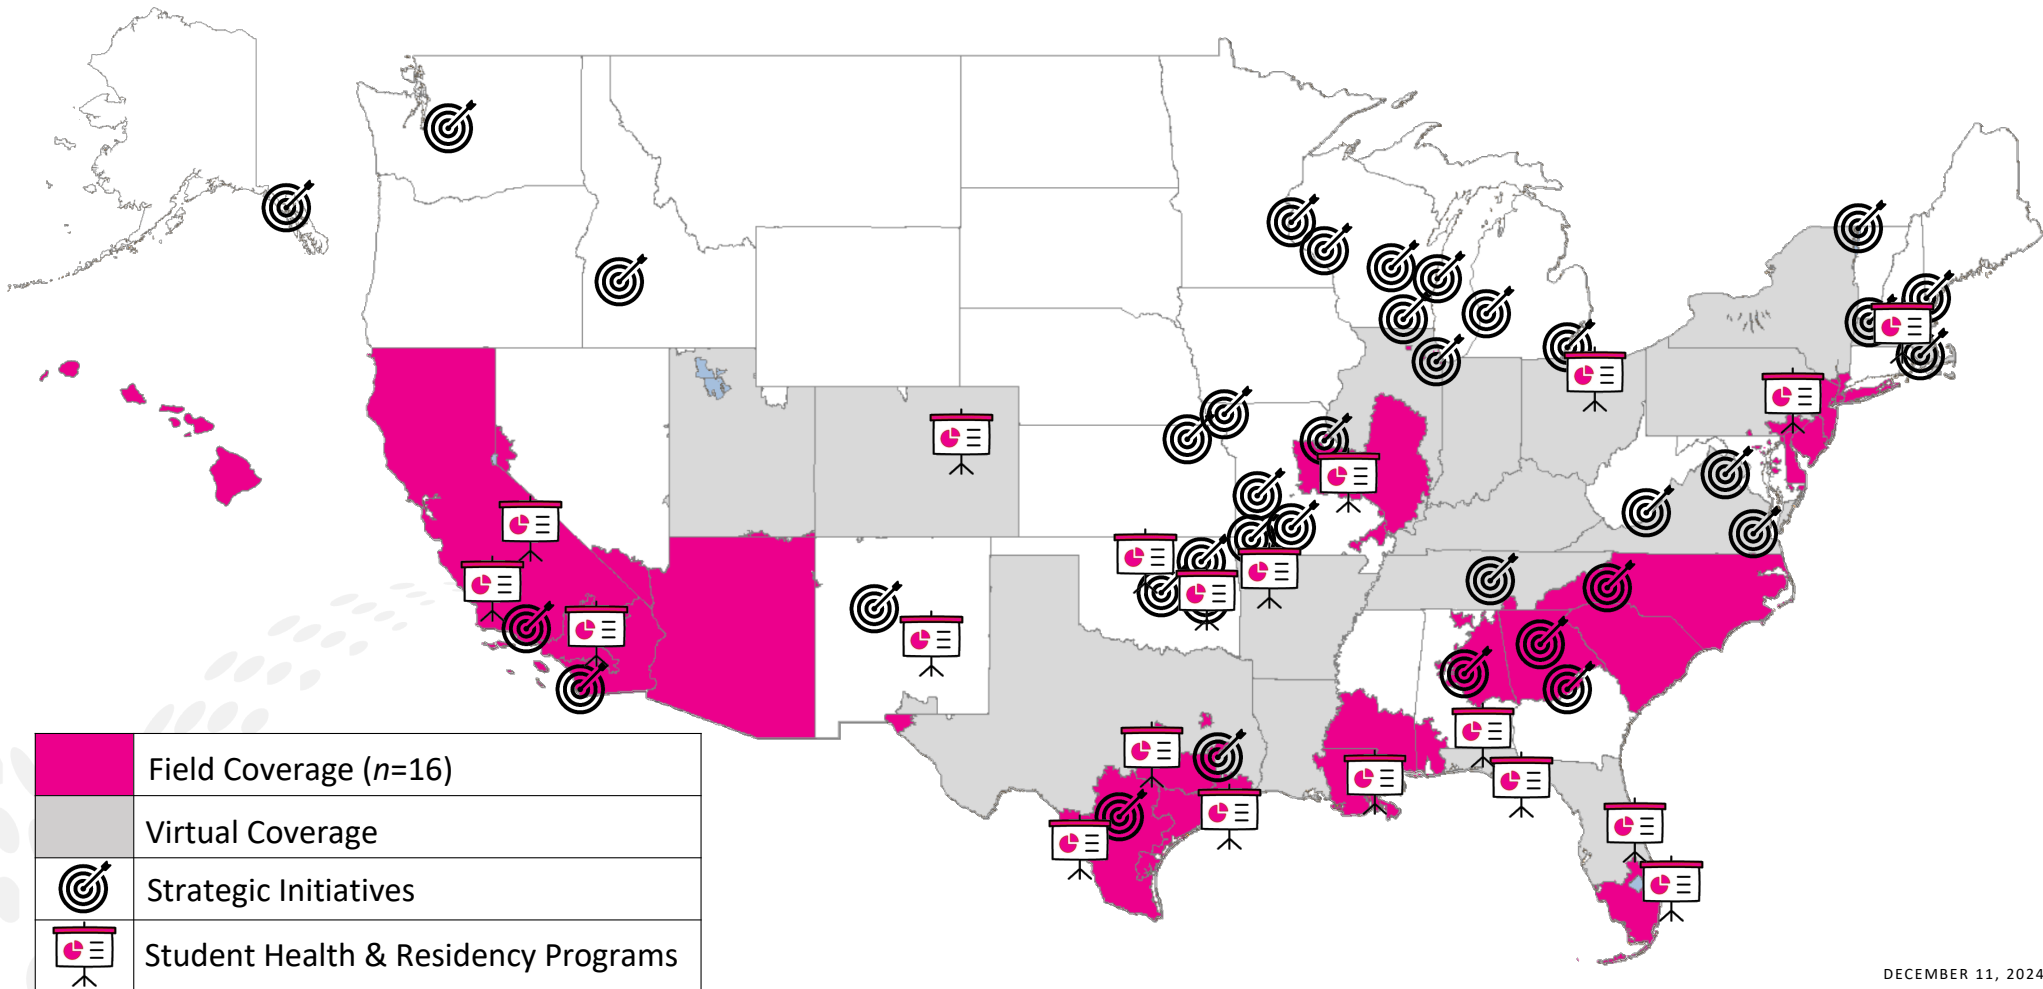 Field Coverage (n=16)
Virtual Coverage
Strategic Initiatives
Student Health & Residency Programs
DECEMBER 11, 2024